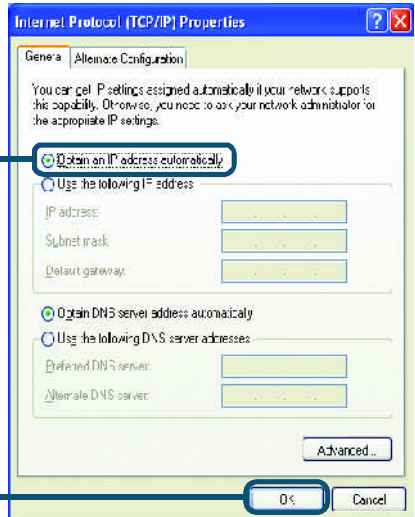 Internet Protocol (TCP/IP) Properties
General
Alternate Configuration
You can get IP settings assigned automatically if your network supports
this capability. Otherwise, you need to ask your network administrator for
the appropriate IP settings.
Obtain an IP address automatically
Use the following IP address
IP address:
Subnet mask
Default gateway:
Obtain DNS server address automatically
Use the following DNS server addresses
Preferred DNS server:
Alternate DNS server:
Advanced...
OK
Cancel